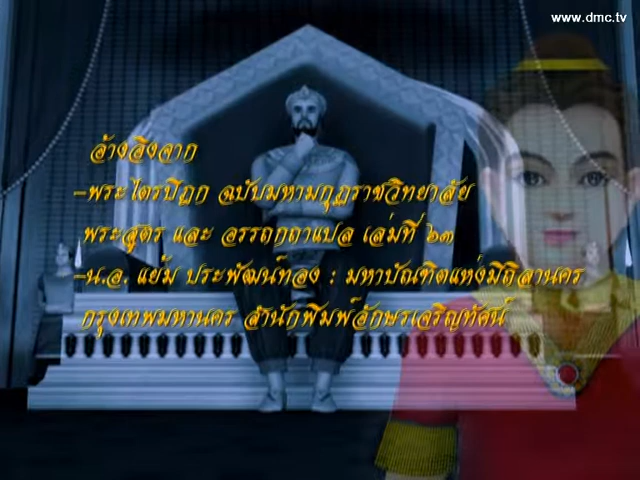 www.dmc.tv
อ้างอิงจาก
-พระไตรปิฎก ฉบับมหามกุฏราชวิทยาลัย
พระสูตร และ อรรถกถาแปล เล่มที่ ๖๓
-น.อ. แย้ม ประพัฒน์ทอง : มหาบัณฑิตแห่งมิถิลานคร
กรุงเทพมหานคร สำนักพิมพ์อักษรเจริญทัศน์